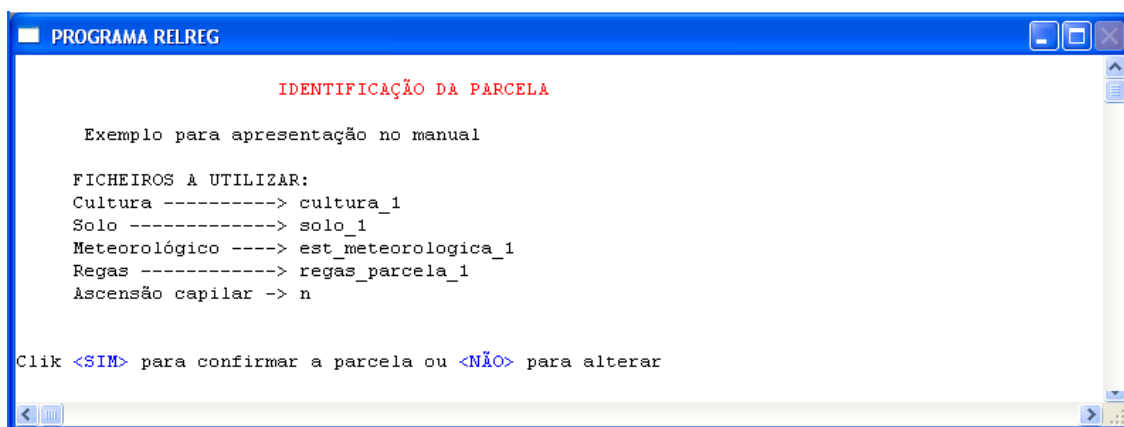 PROGRAMA RELREG
IDENTIFICAÇÃO DA PARCELA
Exemplo para apresentação no manual
FICHEIROS A UTILIZAR:
Cultura ----------> cultura_1
Solo -------------> solo_1
Meteorológico ----> est_meteorologica_1
Regas ------------> regas_parcela_1
Ascensão capilar -> n
Clik <SIM> para confirmar a parcela ou <NÃO> para alterar